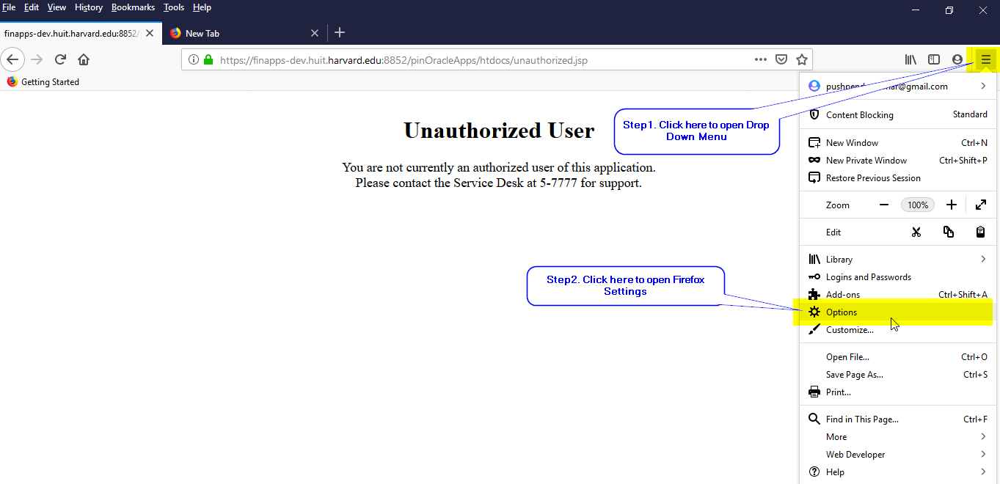 File Edit View History Bookmarks Tools Help
finapps-dev.huit.harvard.edu:8852/
New Tab
https://finapps-dev.huit.harvard.edu:8852/pinOracleApps/htdocs/unauthorized.jsp
Getting Started
Unauthorized User
You are not currently an authorized user of this application.
Please contact the Service Desk at 5-7777 for support.
Step1. Click here to open Drop
Down Menu
Step2. Click here to open Firefox
Settings
ar@gmail.com
Content Blocking Standard
New Window Ctrl+N
New Private Window Ctrl+Shift+P
Restore Previous Session
Zoom 100%
Edit
Library
Logins and Passwords
Add-ons Ctrl+Shift+A
Options
Customize...
Open File... Ctrl+O
Save Page As... Ctrl+S
Print...
Find in This Page... Ctrl+F
More
Web Developer
Help